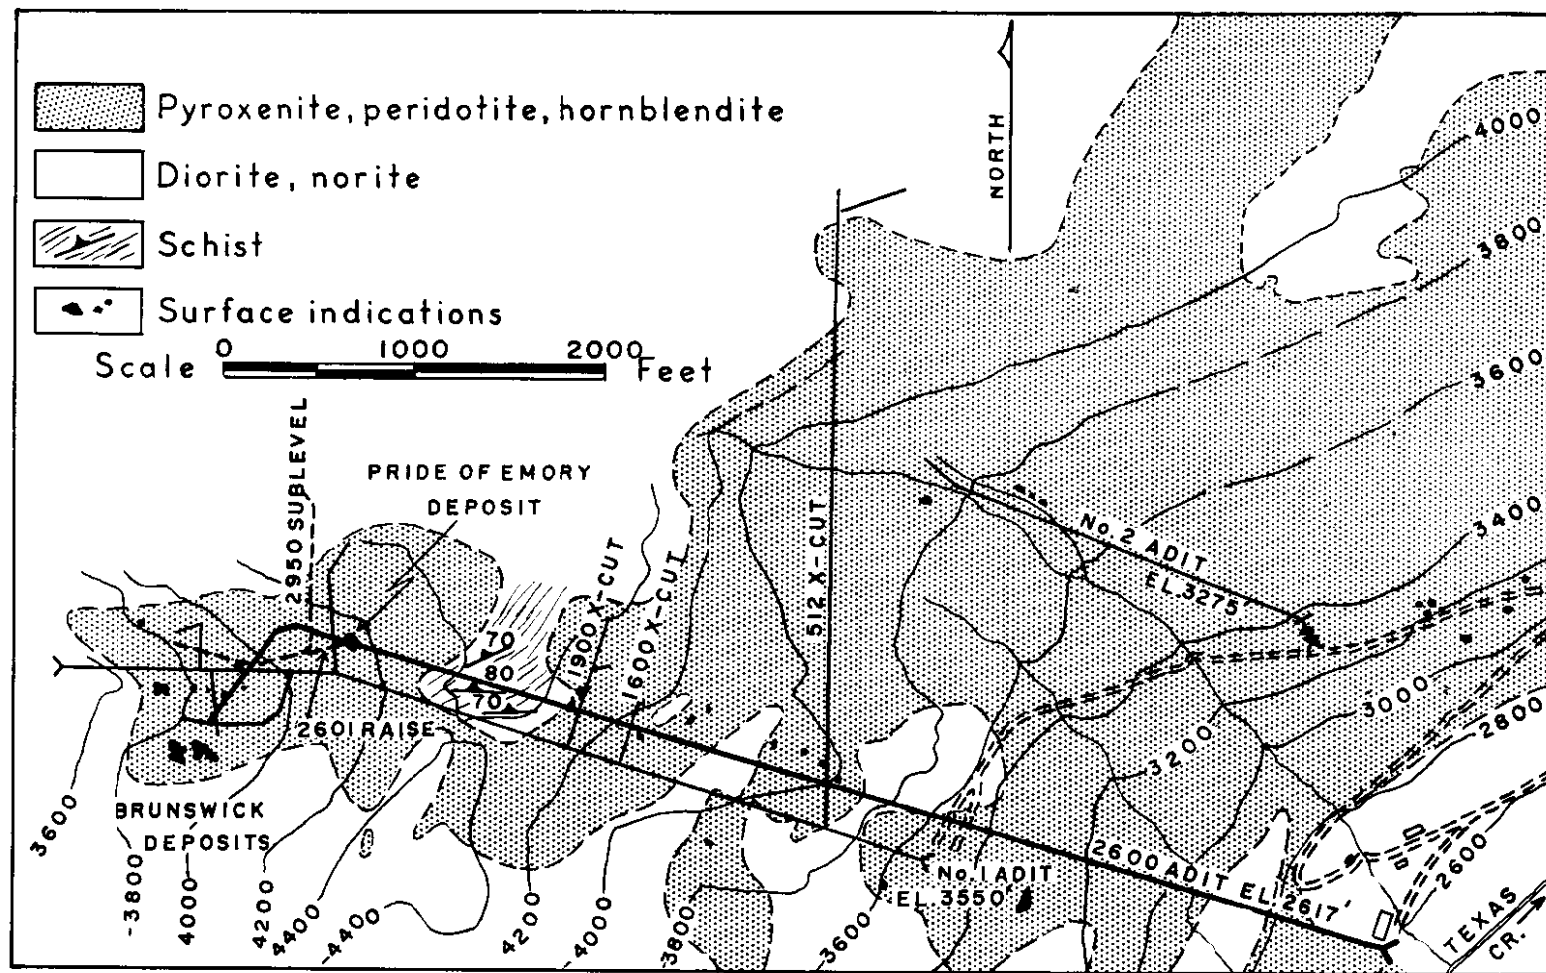 Pyroxenite, peridotite, hornblendite
Diorite, norite
Schist
Surface indications
0 1000 2000
Scale Feet
NORTH
4000
3800
3600
3400
2950 SUBLEVEL
PRIDE OF EMORY
DEPOSIT
1900 X-CUT
1600 X-CUT
512 X-CUT
No. 2 ADIT
EL. 3275'
70
80
70
2601 RAISE
BRUNSWICK
DEPOSITS
3000
2800
3200
2600
3600
-3800
4000
4200
4400
-4400
4200
-4000
-3800
-3600
No. 1 ADIT
EL. 3550'
2600 ADIT EL. 2617'
TEXAS
CR.